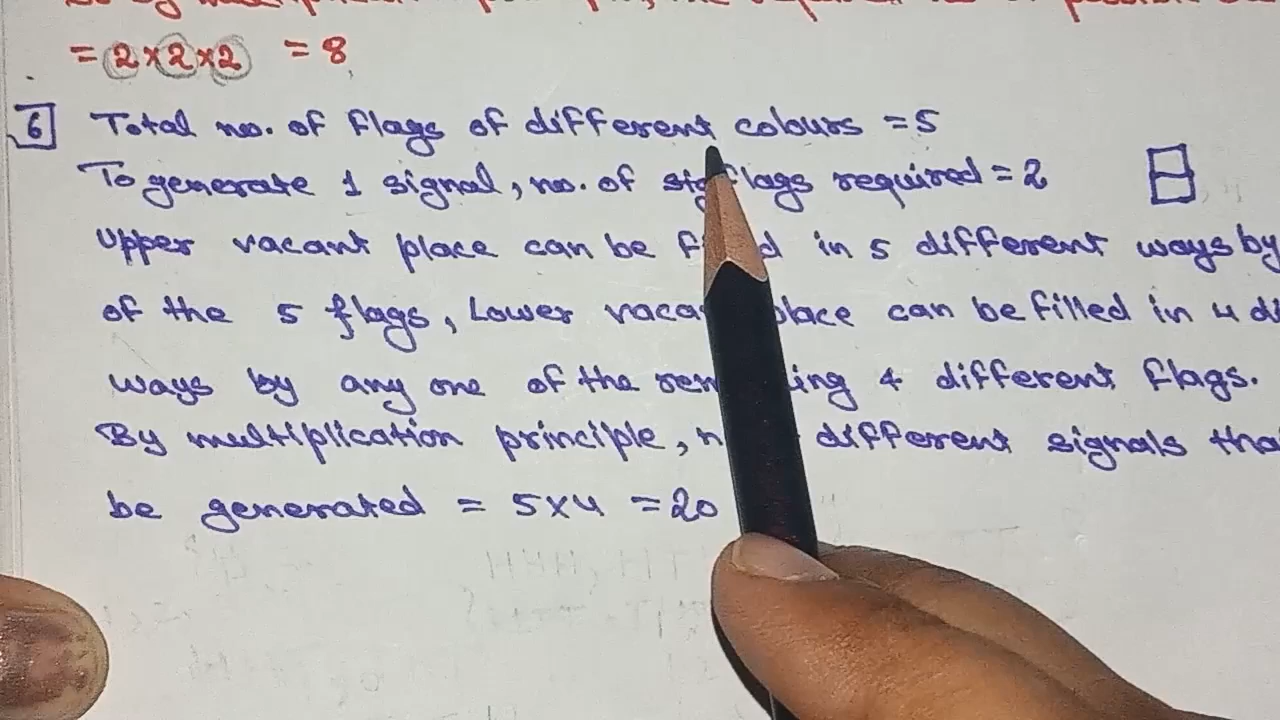 = 2×2×2 = 8
6 Total no. of flags of different colours = 5
To generate 1 signal, no. of flags required = 2
Upper vacant place can be in 5 different ways by
of the 5 flags, Lower place can be filled in 4
ways by any one of the 4 different flags.
By multiplication principle, different signals
be generated = 5×4 = 20